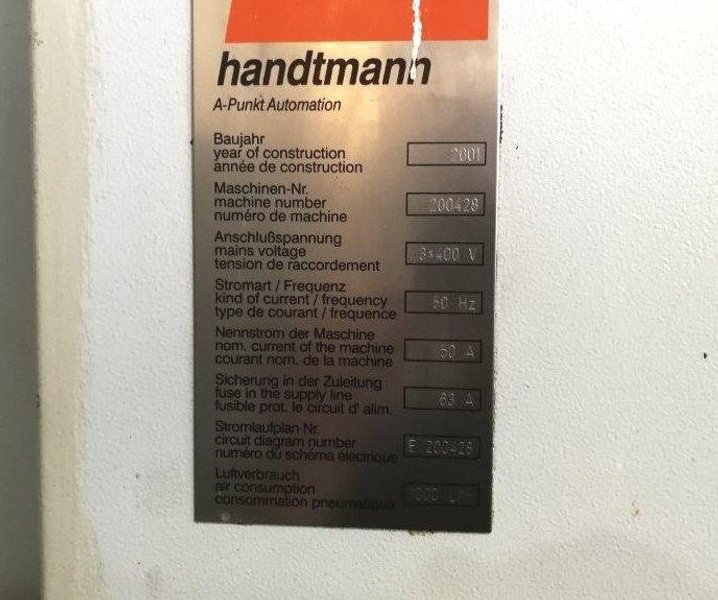 handtmann
A-Punkt Automation
Baujahr
year of construction 2001
année de construction
Maschinen-Nr.
machine number 200428
numéro de machine
Anschlußspannung
mains voltage 3*400 V
tension de raccordement
Stromart / Frequenz
kind of current / frequency 50 Hz
type de courant / frequence
Nennstrom der Maschine
nom. current of the machine 50 A
courant nom. de la machine
Sicherung in der Zuleitung
fuse in the supply line 63 A
fusible prot. le circuit d' alim.
Stromlaufplan Nr.
circuit diagram number E 200428
numéro du schéma électrique
Luftverbrauch
air consumption
consommation pneumatique